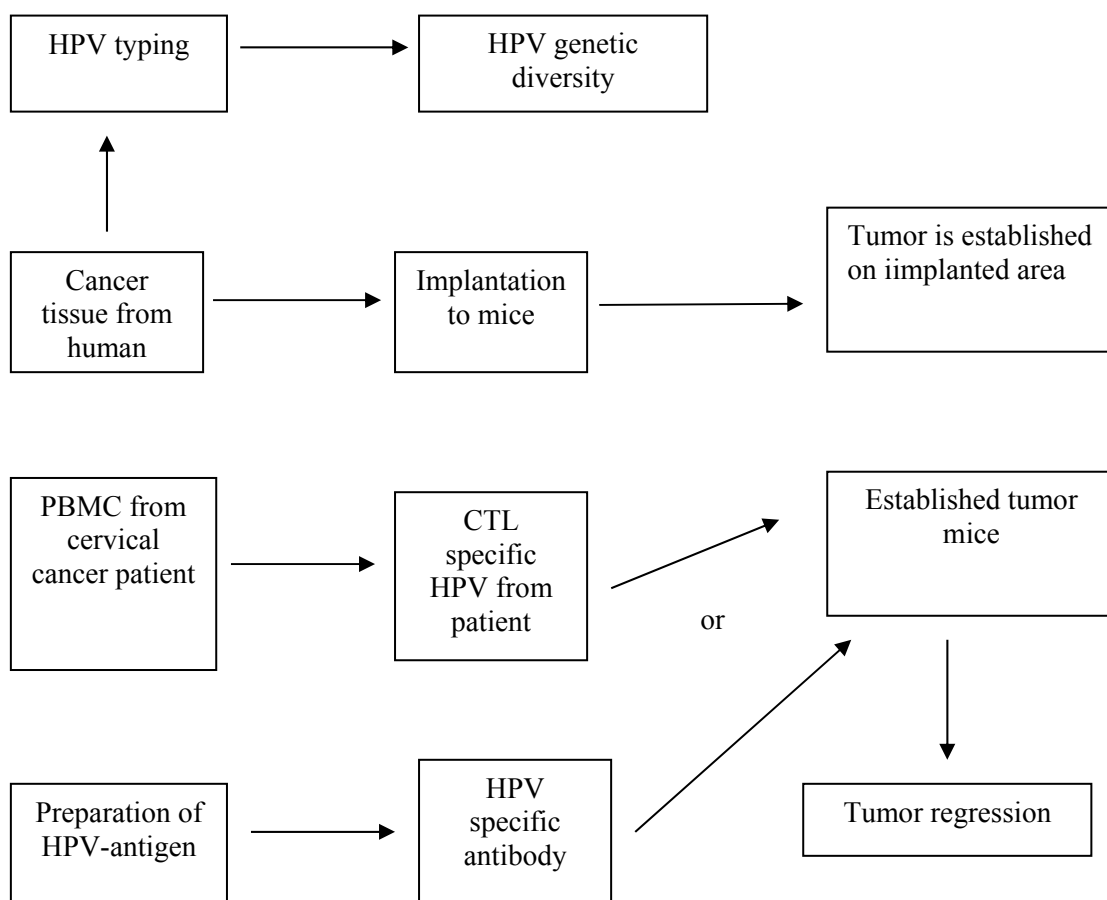 HPV typing
HPV genetic
diversity
Cancer
tissue from
human
Implantation
to mice
Tumor is established
on iimplanted area
PBMC from
cervical
cancer patient
CTL
specific
HPV from
patient
or
Established tumor
mice
Preparation of
HPV-antigen
HPV
specific
antibody
Tumor regression